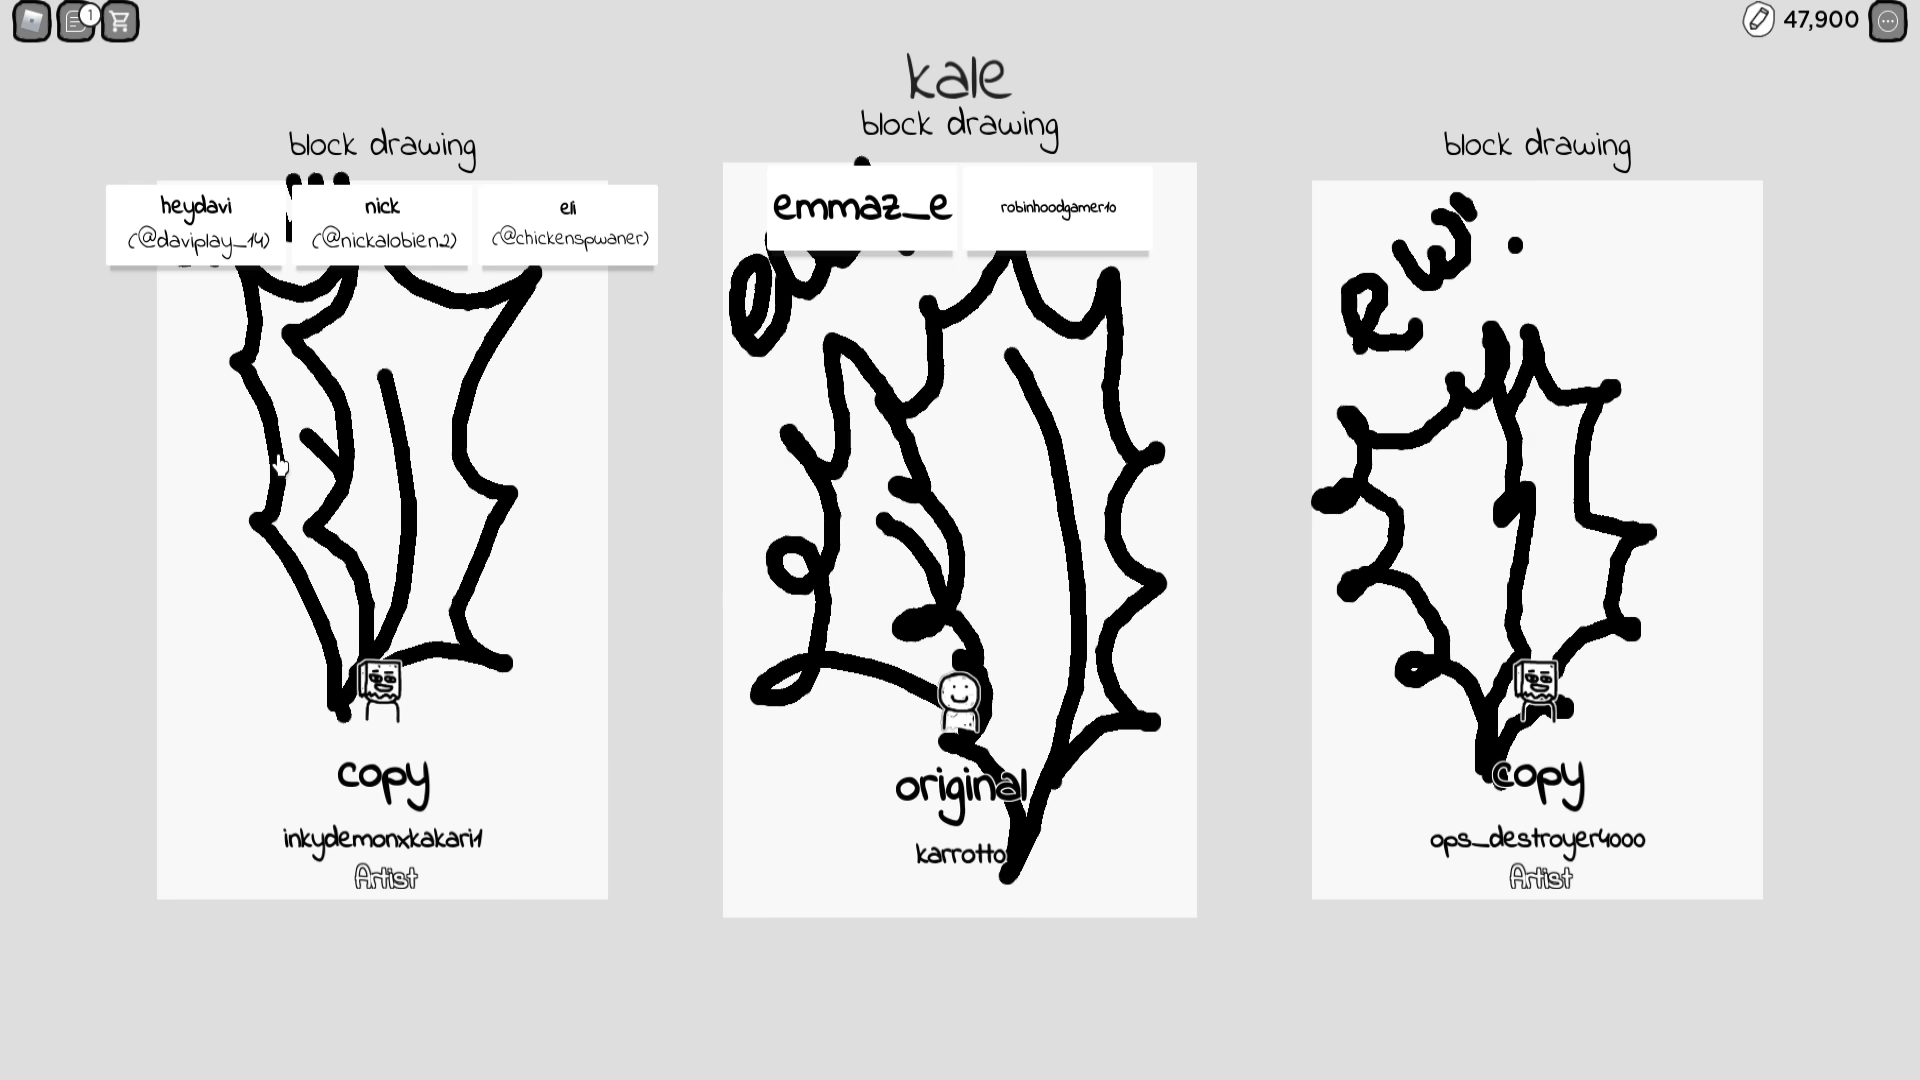 1
47,900
kale
block drawing
block drawing
block drawing
heydavi
(@daviplay_14)
nick
(@nickalobien2)
eli
(@chickenspwaner)
emmaz_e
robinhoodgamer10
ew.
copy
inkydemonxkakari1
Artist
original
karrotto
copy
ops_destroyer4000
Artist